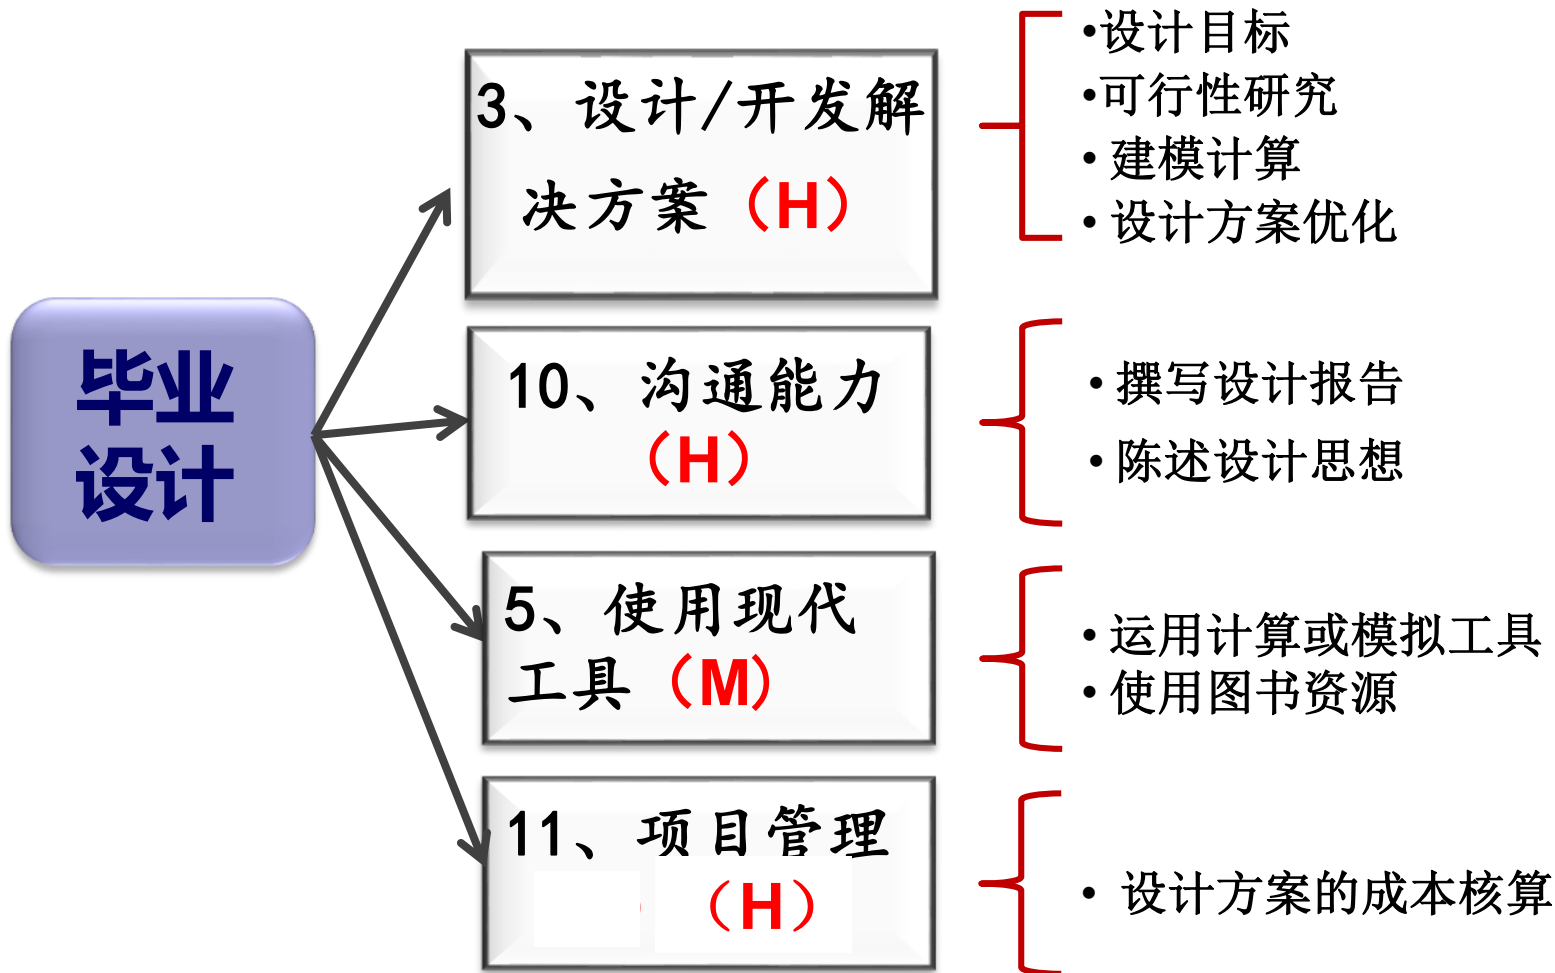 毕业
设计
3、设计/开发解
决方案（H）
•设计目标
•可行性研究
• 建模计算
• 设计方案优化
10、沟通能力
（H）
• 撰写设计报告
• 陈述设计思想
5、使用现代
工具（M）
• 运用计算或模拟工具
• 使用图书资源
11、项目管理
（H）
• 设计方案的成本核算